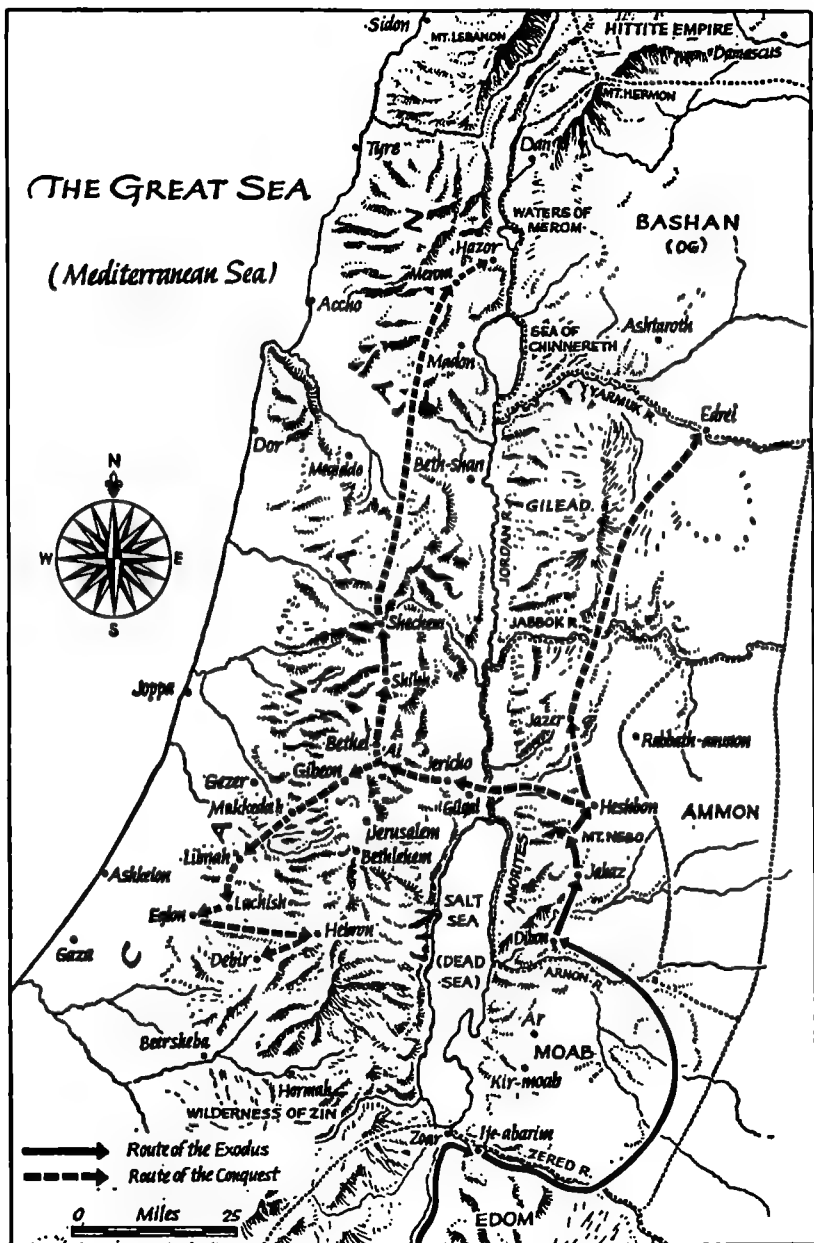 Sidon
MT. LEBANON
HITTITE EMPIRE
Damascus
MT. HERMON
Tyre
Dan
THE GREAT SEA
WATERS OF
MEROM
BASHAN
(OG)
Hazor
(Mediterranean Sea)
Merom
Accho
SEA OF
CHINNERETH
Ashtaroth
Madon
YARMUK R.
Edrei
Dor
Megiddo
Beth-shan
N
W
E
S
GILEAD
JORDAN R.
Shechem
JABBOK R.
Joppa
Shiloh
Jazer
Bethel
Ai
Rabbath-ammon
Gibeon
Jericho
Gezer
Makkedah
Gilgal
Heshbon
AMMON
Jerusalem
MT. NEBO
Libnah
Bethlehem
AMORITES
Jahaz
Ashkelon
Lachish
SALT
SEA
Eglon
Hebron
Dibon
Gaza
Debir
(DEAD
SEA)
ARNON R.
Ar
Beersheba
MOAB
Kir-moab
Hormah
WILDERNESS OF ZIN
Zoar
Ije-abarim
Route of the Exodus
ZERED R.
Route of the Conquest
0 Miles 25
EDOM
C
A
N
A
A
N